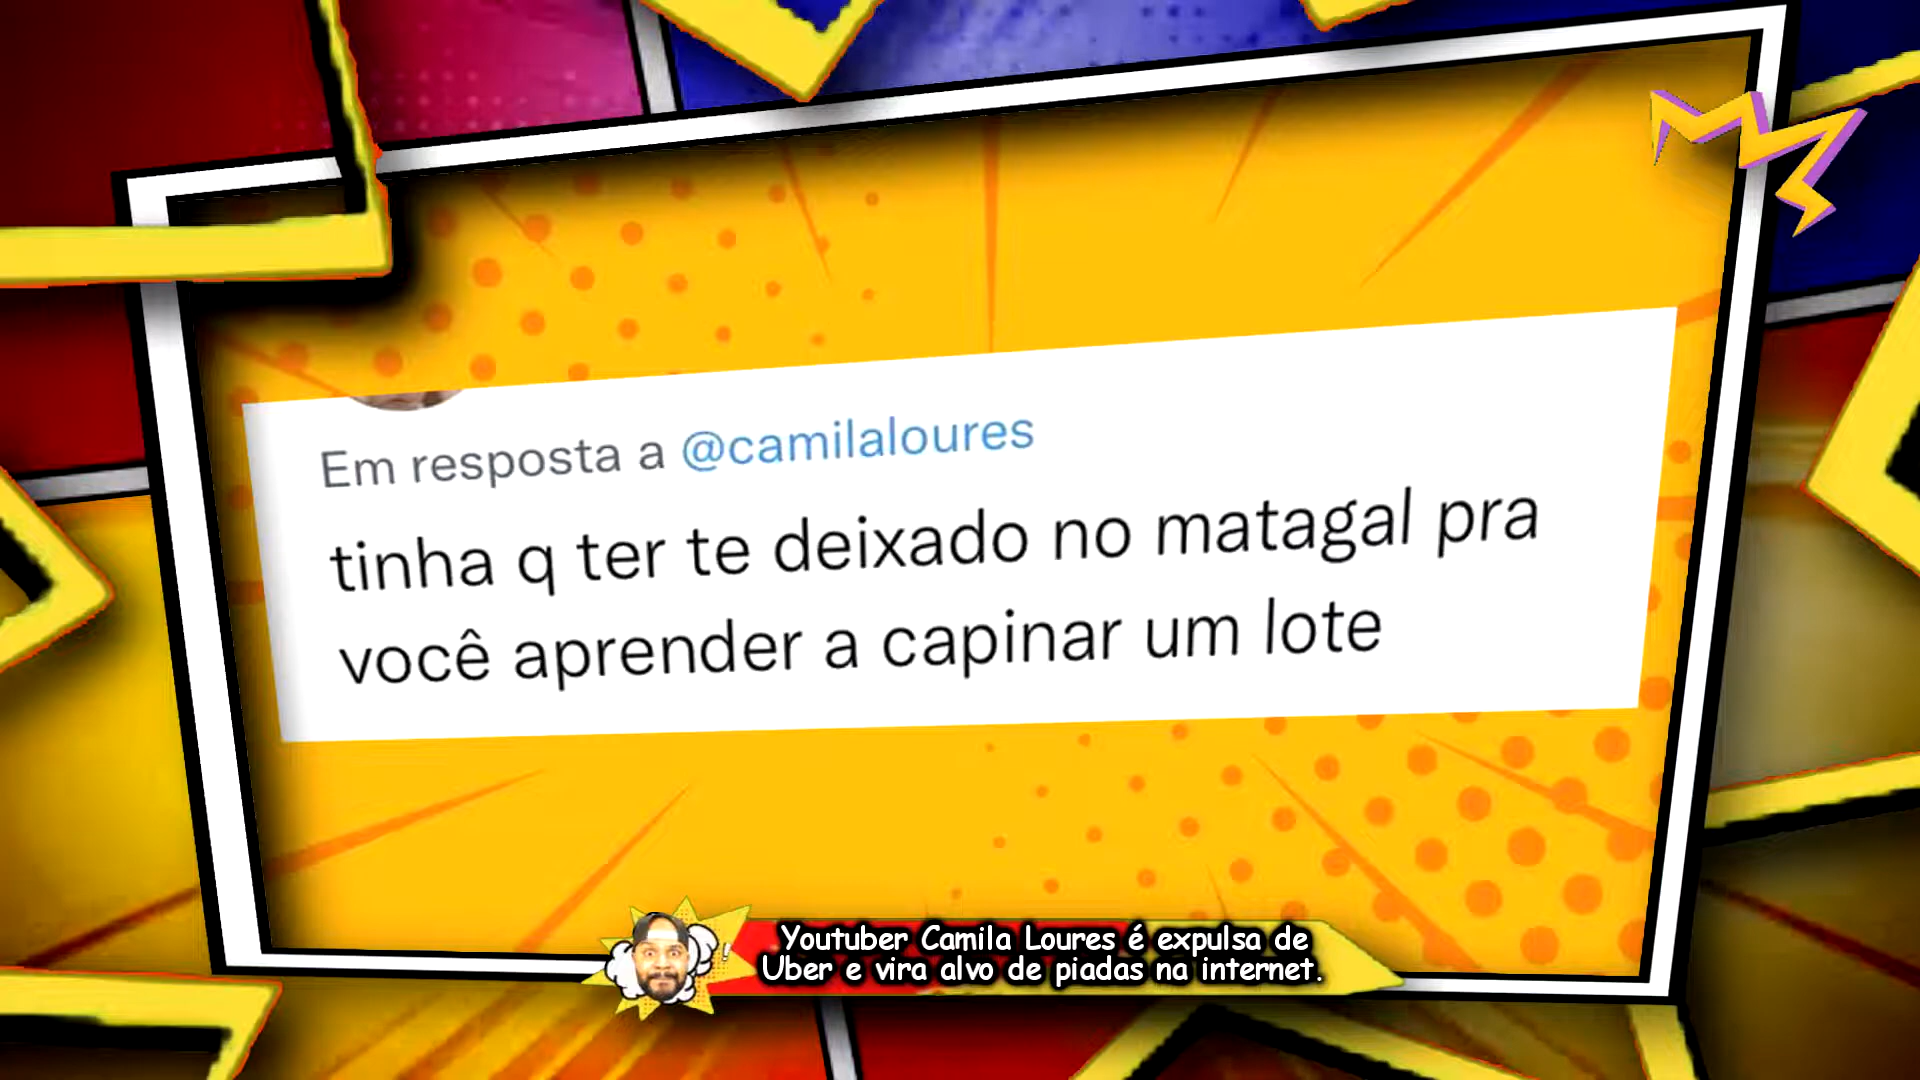 Em resposta a @camilaloures
tinha q ter te deixado no matagal pra
você aprender a capinar um lote
Youtuber Camila Loures é expulsa de
Uber e vira alvo de piadas na internet.